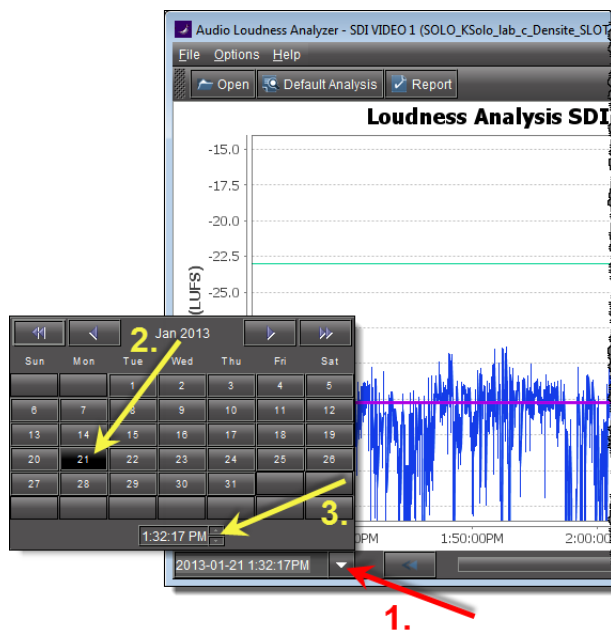 Audio Loudness Analyzer - SDI VIDEO 1 (SOLO_KSolo_lab_c_Densite_SLOT
File Options Help
Open Default Analysis Report
Loudness Analysis SDI
-15.0
-17.5
-20.0
-22.5
-25.0
(LUFS)
2. Jan 2013
Sun Mon Tue Wed Thu Fri Sat
1 2 3 4 5
6 7 8 9 10 11 12
13 14 15 16 17 18 19
20 21 22 23 24 25 26
27 28 29 30 31
3.
1:32:17 PM
PM 1:50:00PM 2:00:00
2013-01-21 1:32:17PM
1.